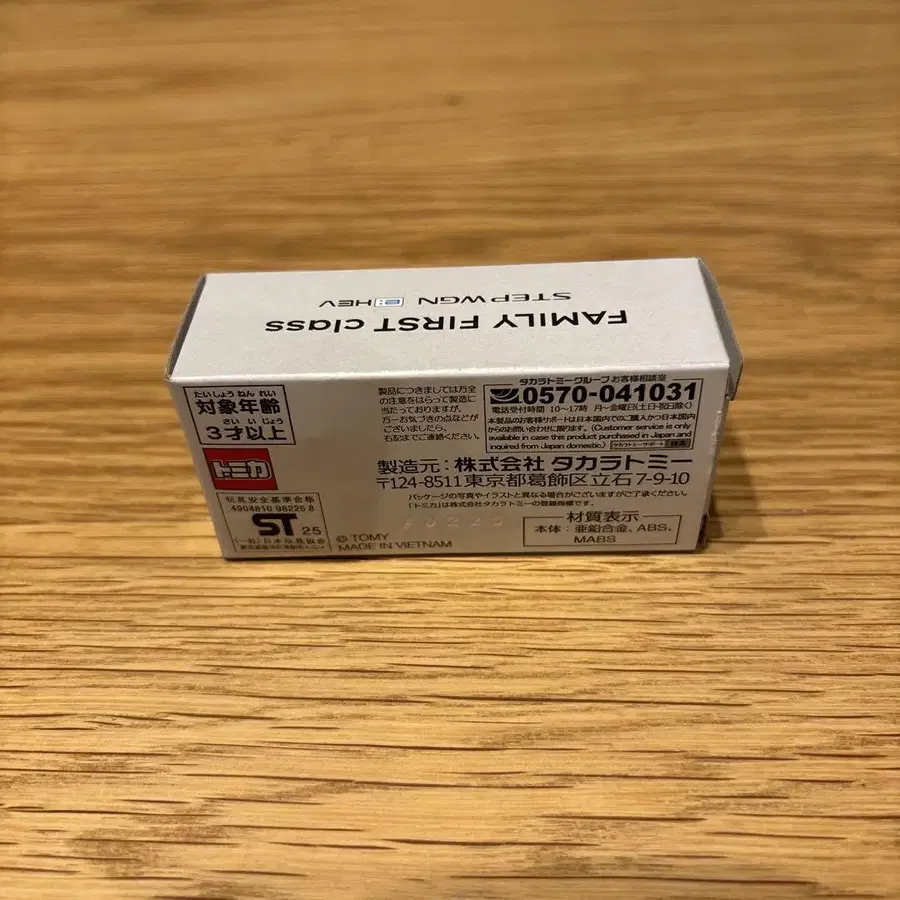 FAMILY FIRST class
STEP WGN e:HEV
たいしょうねんれい
対象年齢
さいいじょう
3才以上
トミカ
玩具安全基準合格
4904810 96225 8
ST 25
(一社)日本玩具協会
製品につきましては万全
の注意をはらって製造に
当たっておりますが、
万一お気づきの点などが
ございましたら、
右記までご連絡ください。
タカラトミーグループお客様相談室
0570-041031
電話受付時間 10〜17時 月〜金曜日(土日・祝日除く)
本製品のお客様サポートは日本国内でのご購入かつ日本国内
からのお問い合わせに限ります。(Customer service is only
available in case this product purchased in Japan and
inquired from Japan domestic.) タカラトミーサポート 検索
製造元:株式会社 タカラトミー
〒124-8511東京都葛飾区立石7-9-10
パッケージの写真やイラストと異なる場合がございますがご了承ください。
「トミカ」は株式会社タカラトミーの登録商標です。
© TOMY
MADE IN VIETNAM
材質表示
本体:亜鉛合金、ABS、
MABS